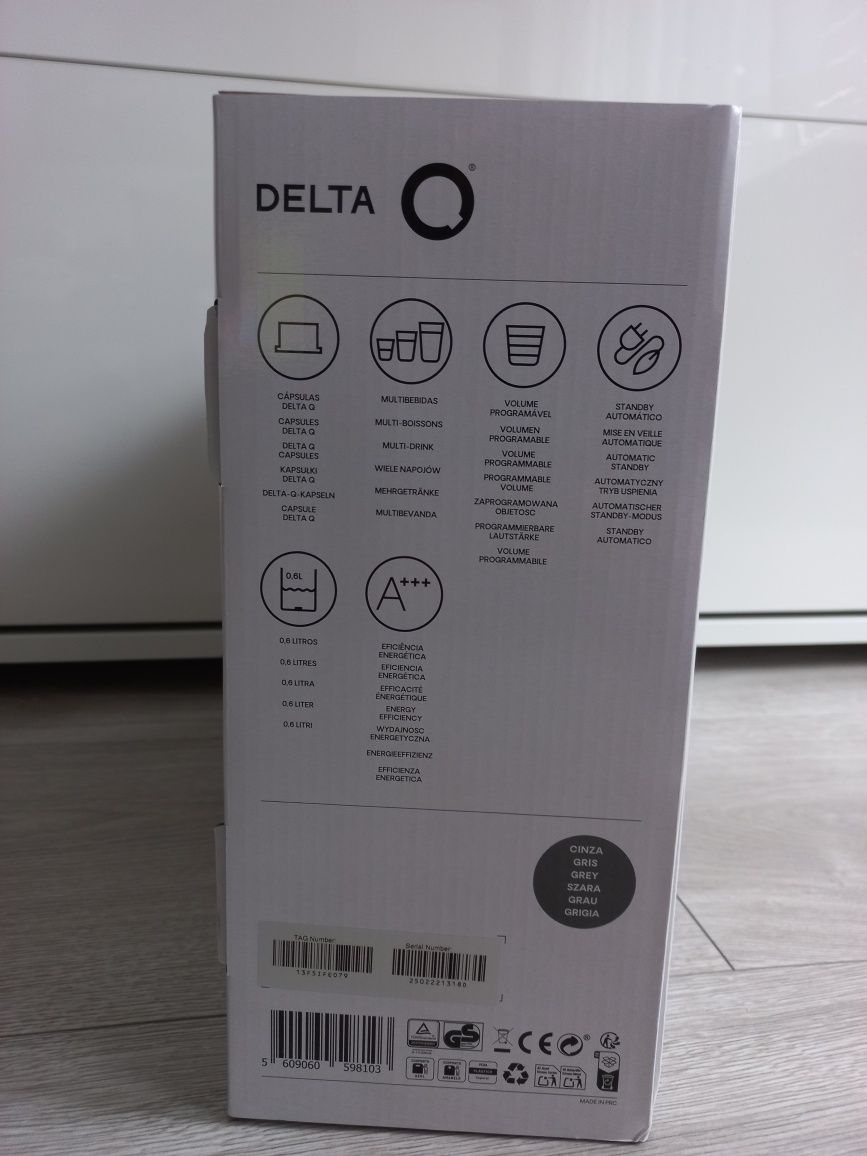 DELTA Q®
CÁPSULAS
DELTA Q
CAPSULES
DELTA Q
DELTA Q
CAPSULES
KAPSUŁKI
DELTA Q
DELTA-Q-KAPSELN
CAPSULE
DELTA Q
MULTIBEBIDAS
MULTI-BOISSONS
MULTI-DRINK
WIELE NAPOJÓW
MEHRGETRÄNKE
MULTIBEVANDA
VOLUME
PROGRAMÁVEL
VOLUMEN
PROGRAMABLE
VOLUME
PROGRAMMABLE
PROGRAMMABLE
VOLUME
ZAPROGRAMOWANA
OBJETOSC
PROGRAMMIERBARE
LAUTSTÄRKE
VOLUME
PROGRAMMABILE
STANDBY
AUTOMÁTICO
MISE EN VEILLE
AUTOMATIQUE
AUTOMATIC
STANDBY
AUTOMATYCZNY
TRYB USPIENIA
AUTOMATISCHER
STANDBY-MODUS
STANDBY
AUTOMATICO
0,6L
0,6 LITROS
0,6 LITRES
0,6 LITRA
0,6 LITER
0,6 LITRI
A+++
EFICIÊNCIA
ENERGÉTICA
EFICIENCIA
ENERGÉTICA
EFFICACITÉ
ÉNERGÉTIQUE
ENERGY
EFFICIENCY
WYDAJNOSC
ENERGETYCZNA
ENERGIEEFFIZIENZ
EFFICIENZA
ENERGETICA
CINZA
GRIS
GREY
SZARA
GRAU
GRIGIA
TAG Number:
13F51FE079
Serial Number:
25022213180
5 609060 598103
GS
CE
MADE IN PRC